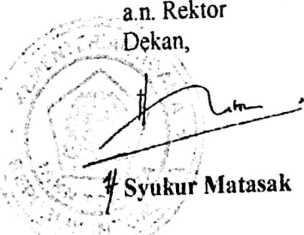 a.n. Rektor
Dekan,
Syukur Matasak